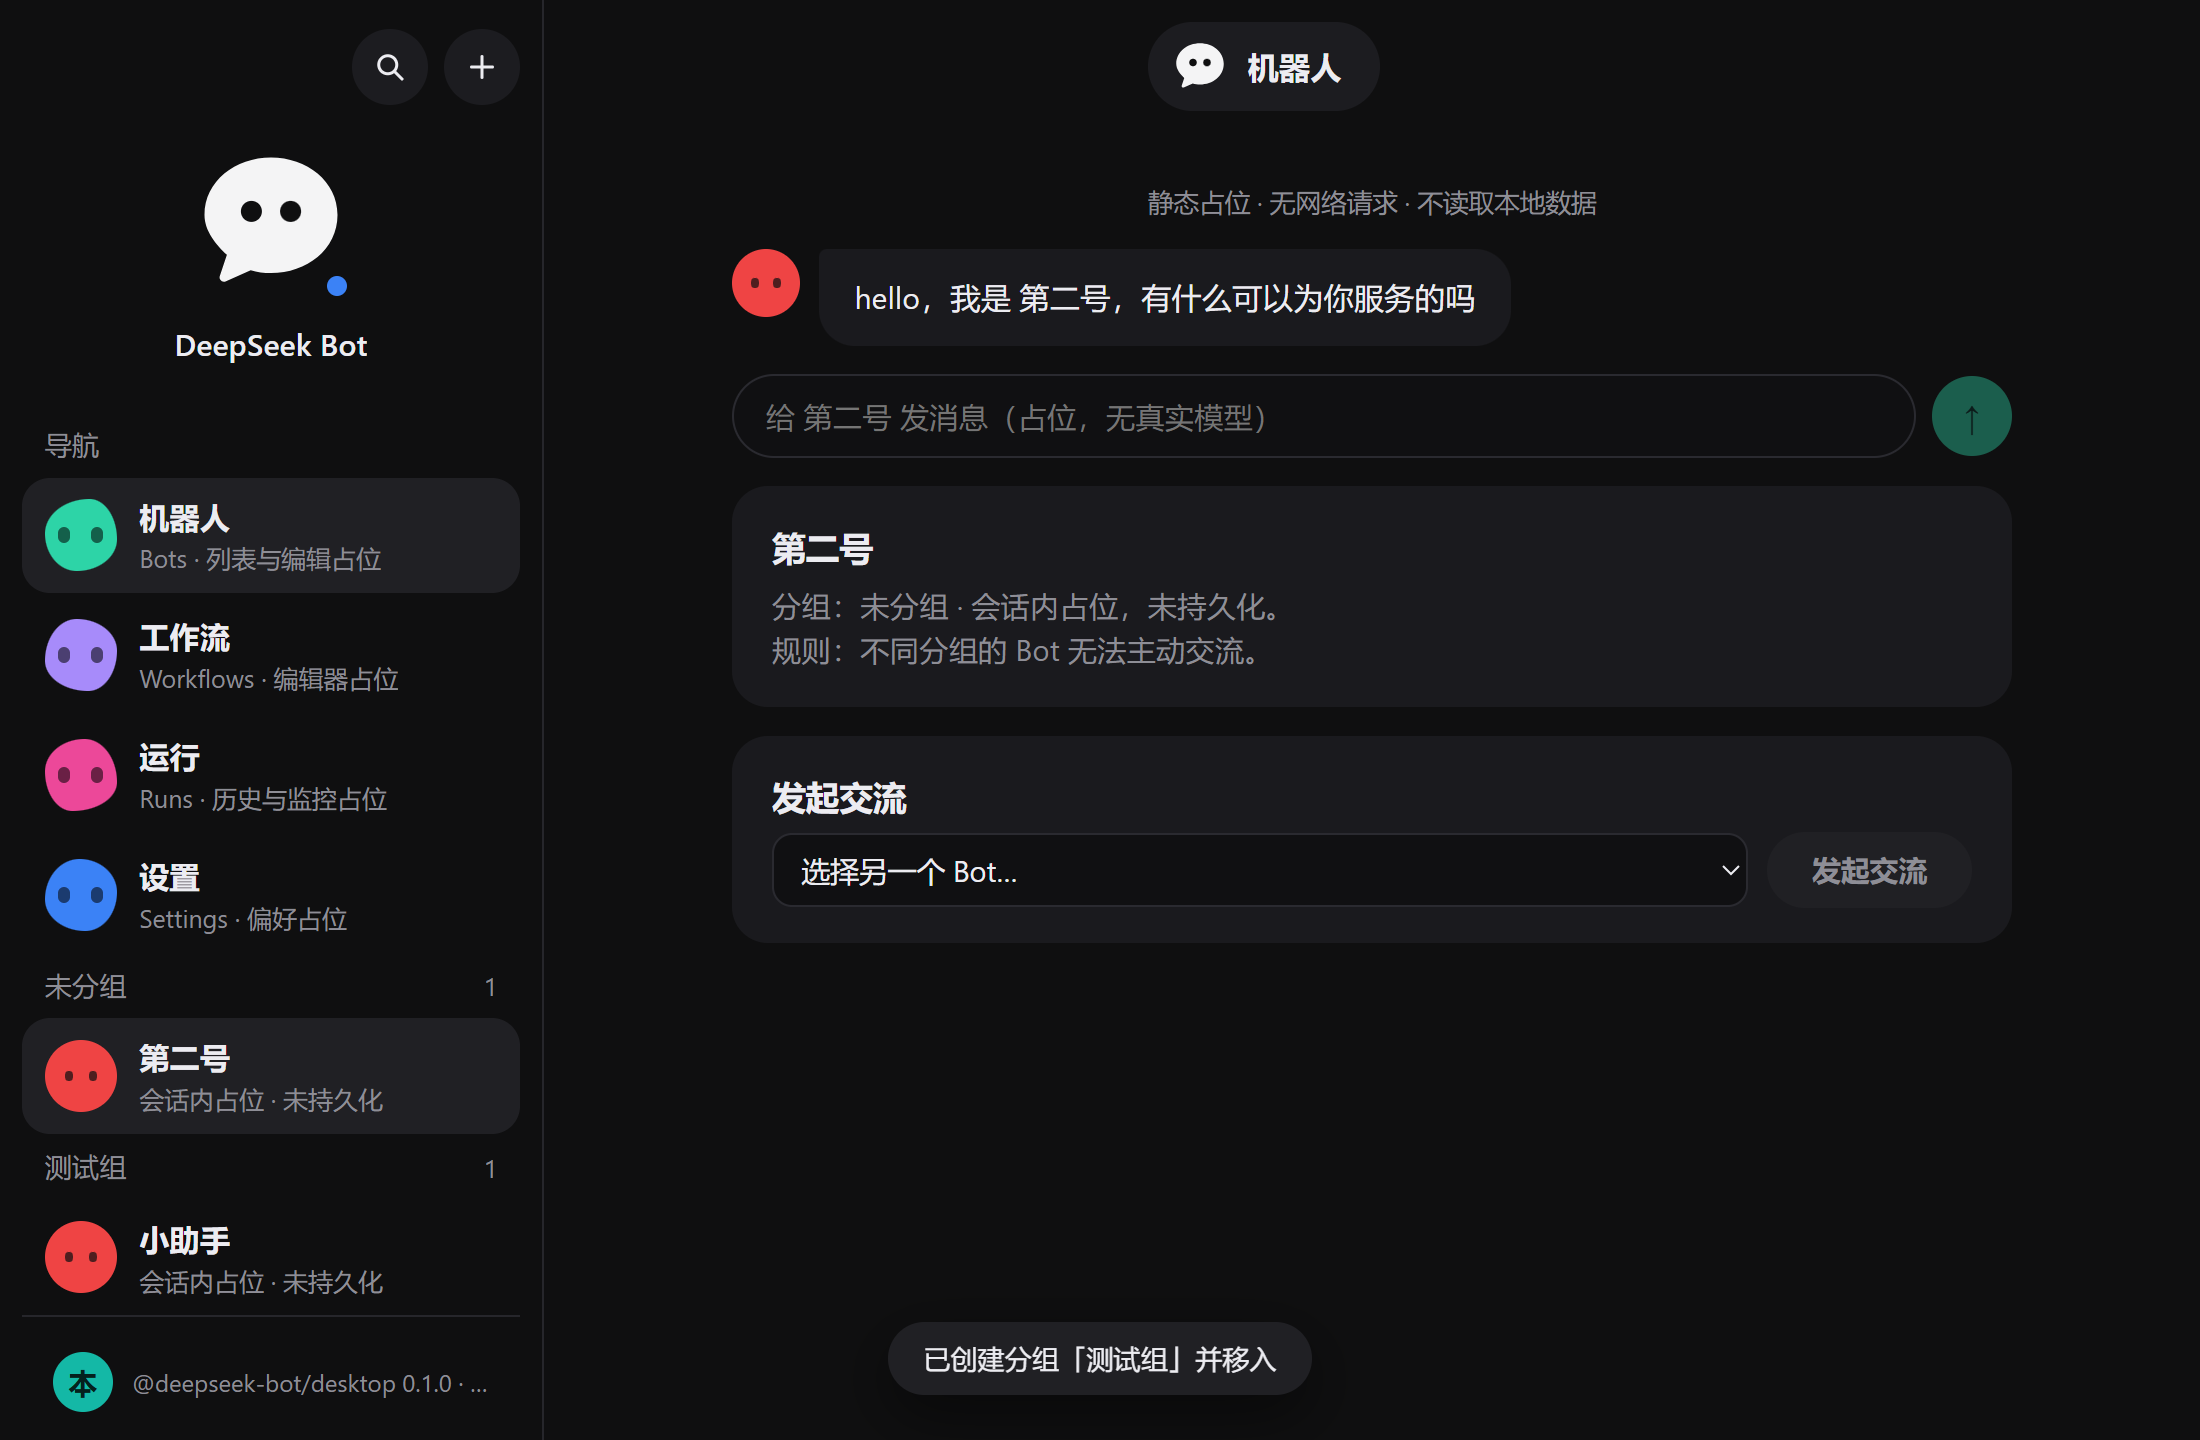 DeepSeek Bot
导航
机器人
Bots · 列表与编辑占位
工作流
Workflows · 编辑器占位
运行
Runs · 历史与监控占位
设置
Settings · 偏好占位
未分组 1
第二号
会话内占位 · 未持久化
测试组 1
小助手
会话内占位 · 未持久化
本 @deepseek-bot/desktop 0.1.0 · ...
机器人
静态占位 · 无网络请求 · 不读取本地数据
hello，我是 第二号，有什么可以为你服务的吗
给 第二号 发消息（占位，无真实模型）
↑
第二号
分组：未分组 · 会话内占位，未持久化。
规则：不同分组的 Bot 无法主动交流。
发起交流
选择另一个 Bot... 发起交流
已创建分组「测试组」并移入